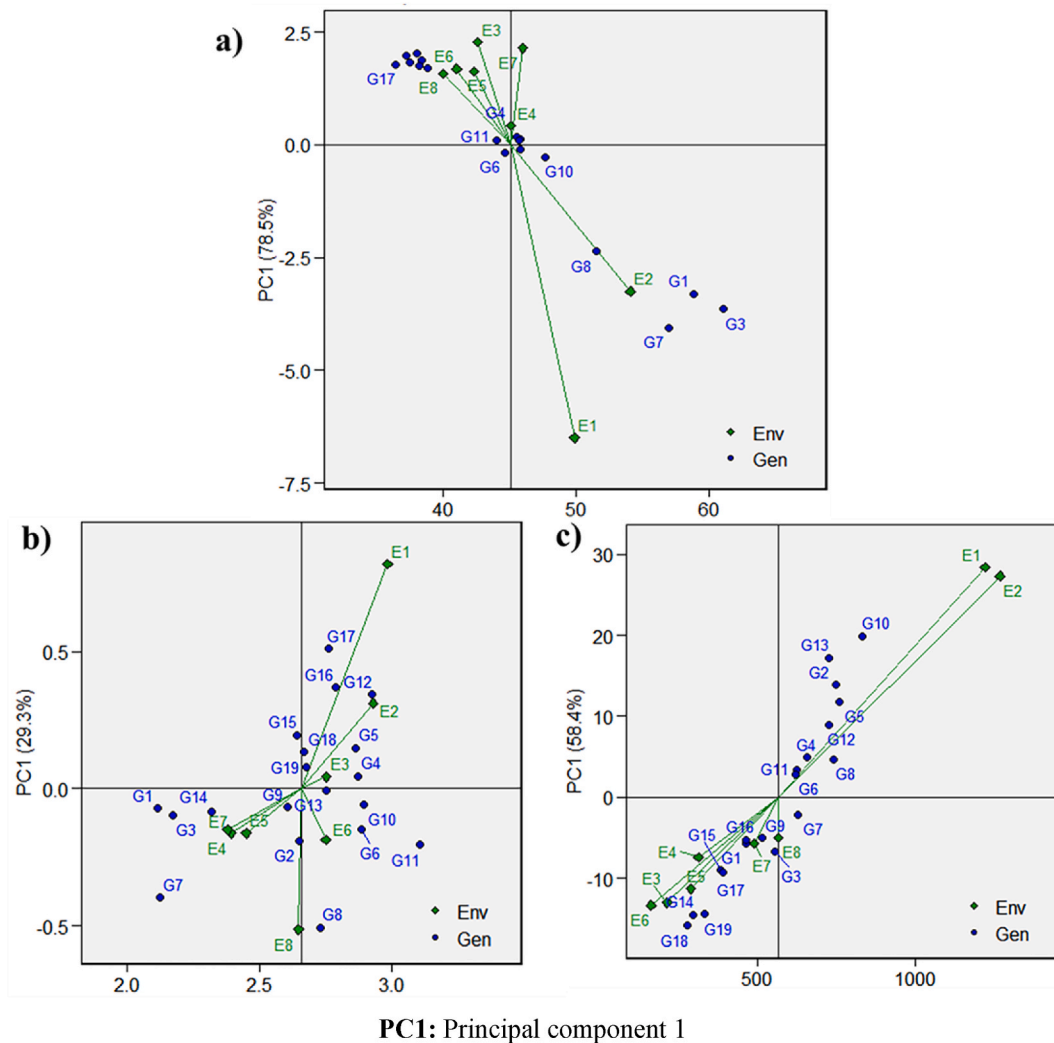 a)
2.5
E3
E6
E7
G17
E8
E5
G4
E4
G11
0.0
G6
G10
PC1 (78.5%)
-2.5
G8
E2
G1
G3
G7
-5.0
E1
Env
Gen
-7.5
40 50 60
b)
E1
G17
0.5
G16 G12
E2
G15
G18
G5
G19
E3
G4
PC1 (29.3%)
0.0
G1 G14 G9 G13
G3 E7 E5 G10
E4
E6
G2
G6
G11
G7
G8
-0.5
E8
Env
Gen
2.0 2.5 3.0
c)
30
E1
E2
20
G10
G13
G2
PC1 (58.4%)
10
G5
G4 G12
G11
G8
G6
0
G7
G16 G9
G15
E8
E4 G1 E7
G3
E3 E5 G17
-10
G14
E6
G18 G19
Env
Gen
500 1000
PC1: Principal component 1